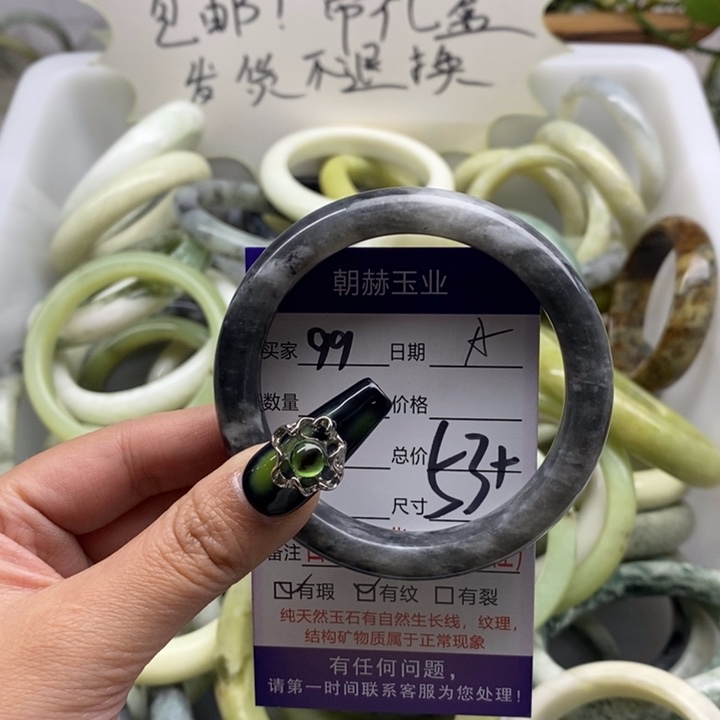 包邮！带礼盒
发货不退换
朝赫玉业
买家 99 日期 A
数量 价格
总价
尺寸 53+
备注
☑有瑕 ☑有纹 □有裂
纯天然玉石有自然生长线，纹理，
结构矿物质属于正常现象
有任何问题，
请第一时间联系客服为您处理！